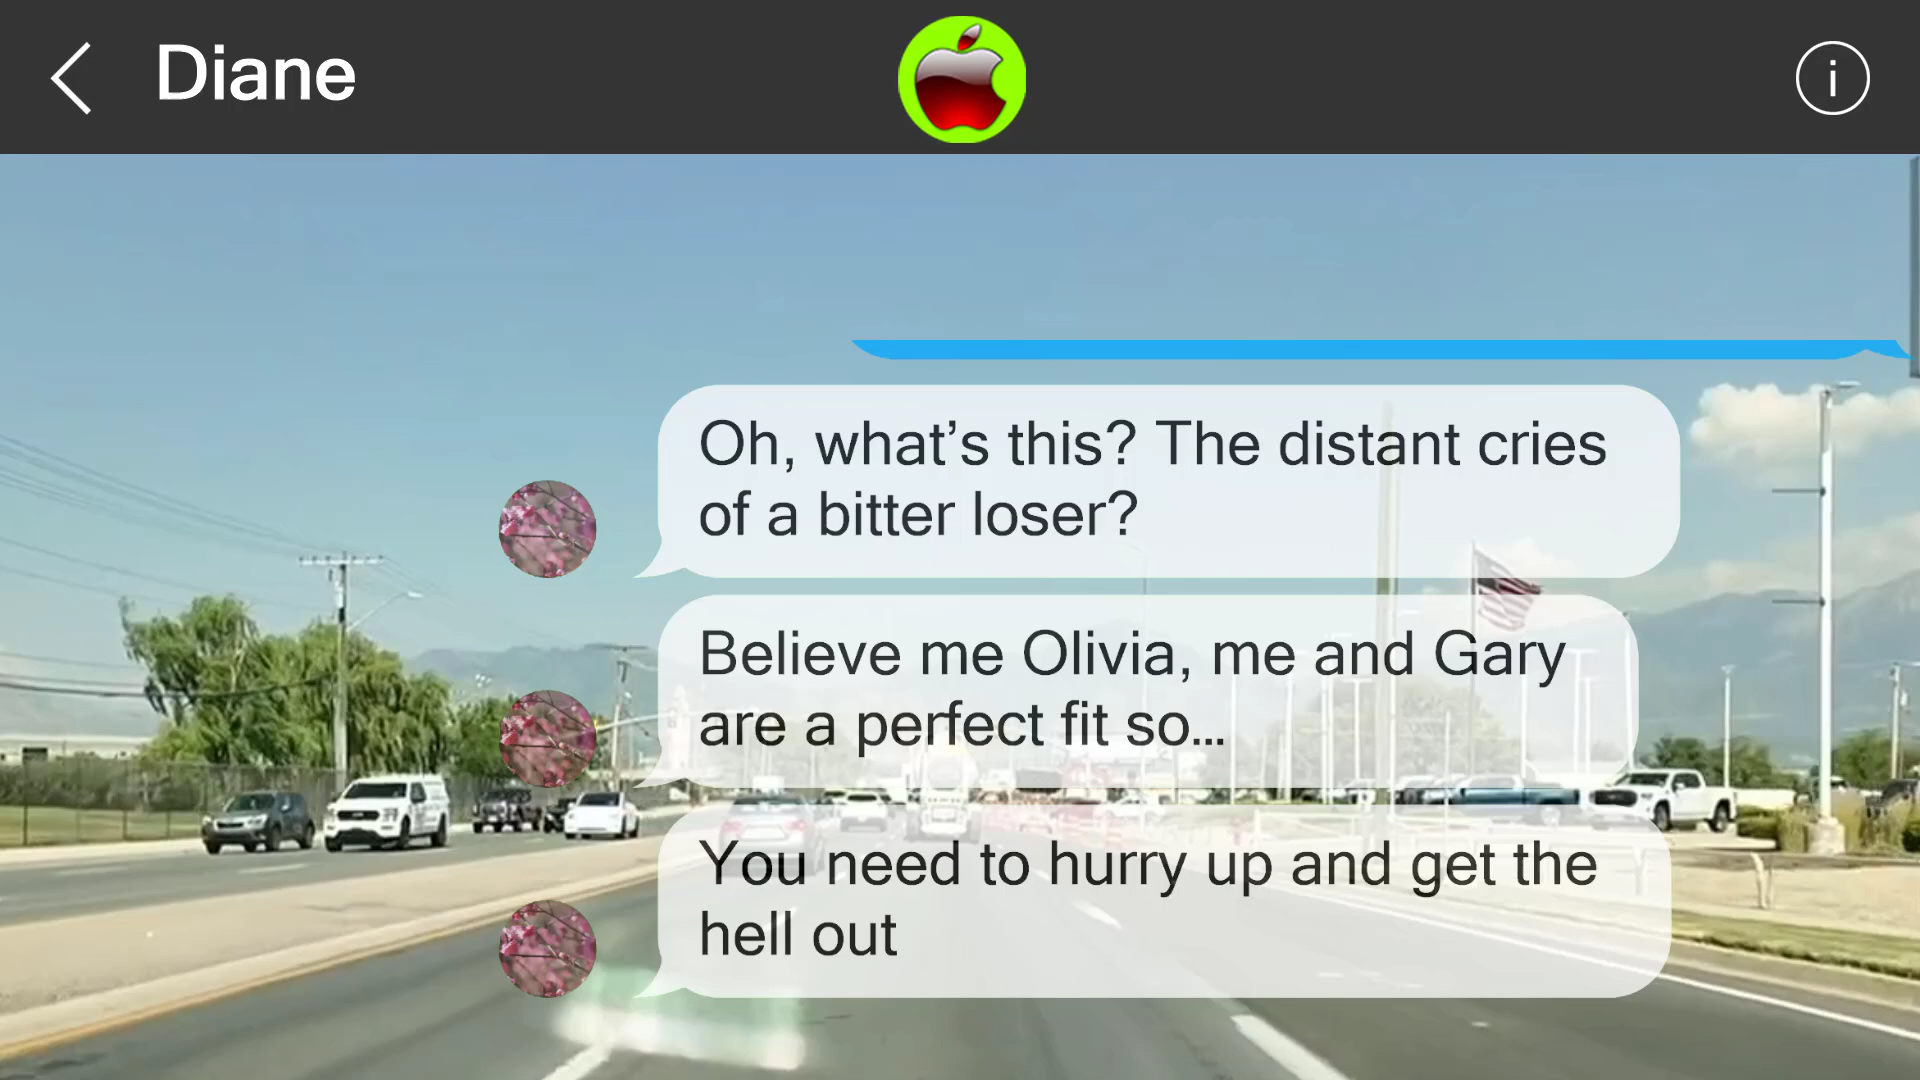 Diane
i
Oh, what’s this? The distant cries
of a bitter loser?
Believe me Olivia, me and Gary
are a perfect fit so...
You need to hurry up and get the
hell out